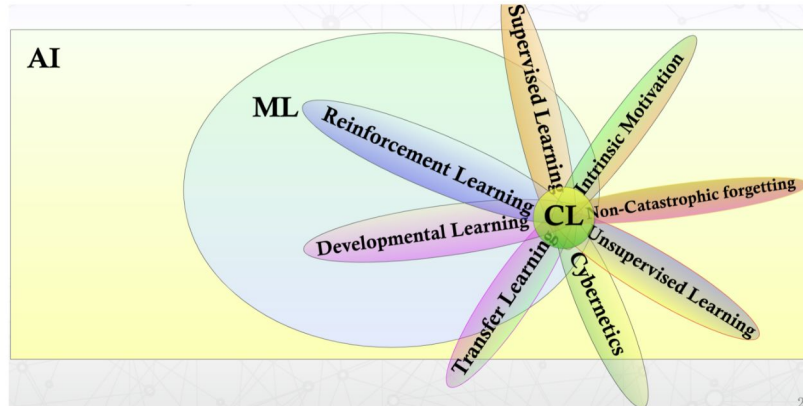 AI
ML
Supervised Learning
Intrinsic Motivation
Reinforcement Learning
Non-Catastrophic forgetting
CL
Developmental Learning
Unsupervised Learning
Transfer Learning
Cybernetics
2